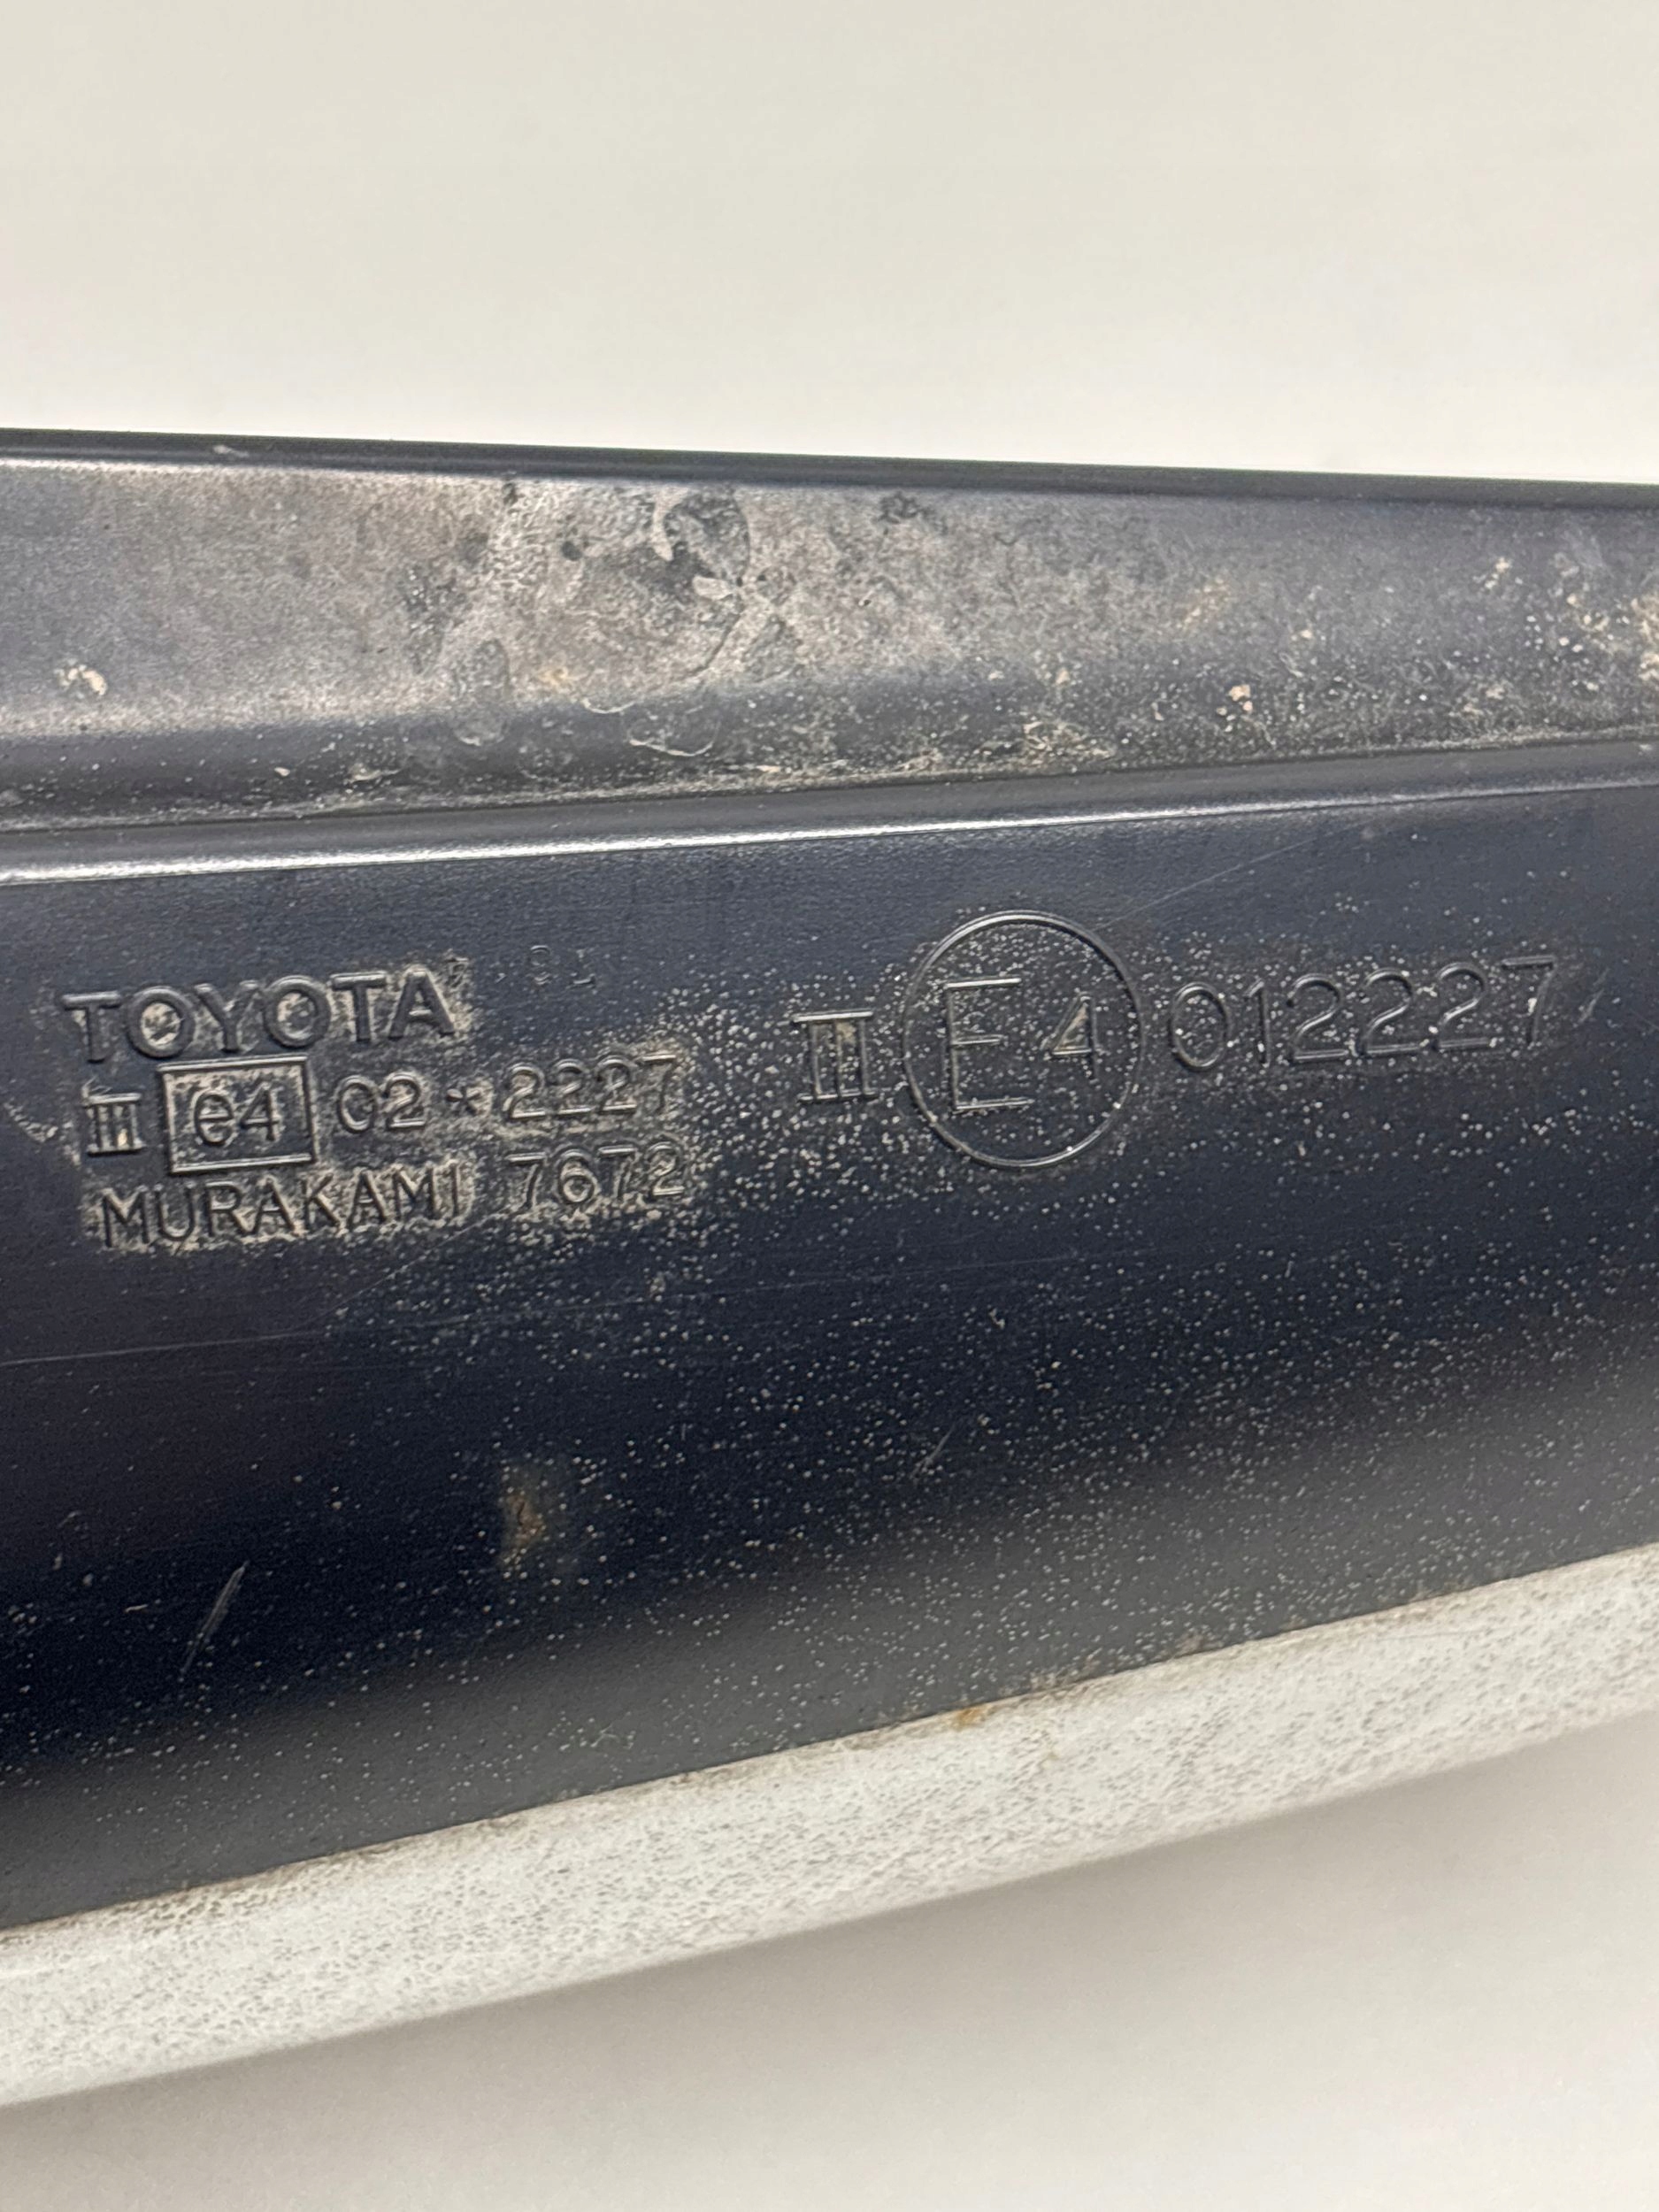 TOYOTA
III e4 02*2227
MURAKAMI 7672
III E4 012227